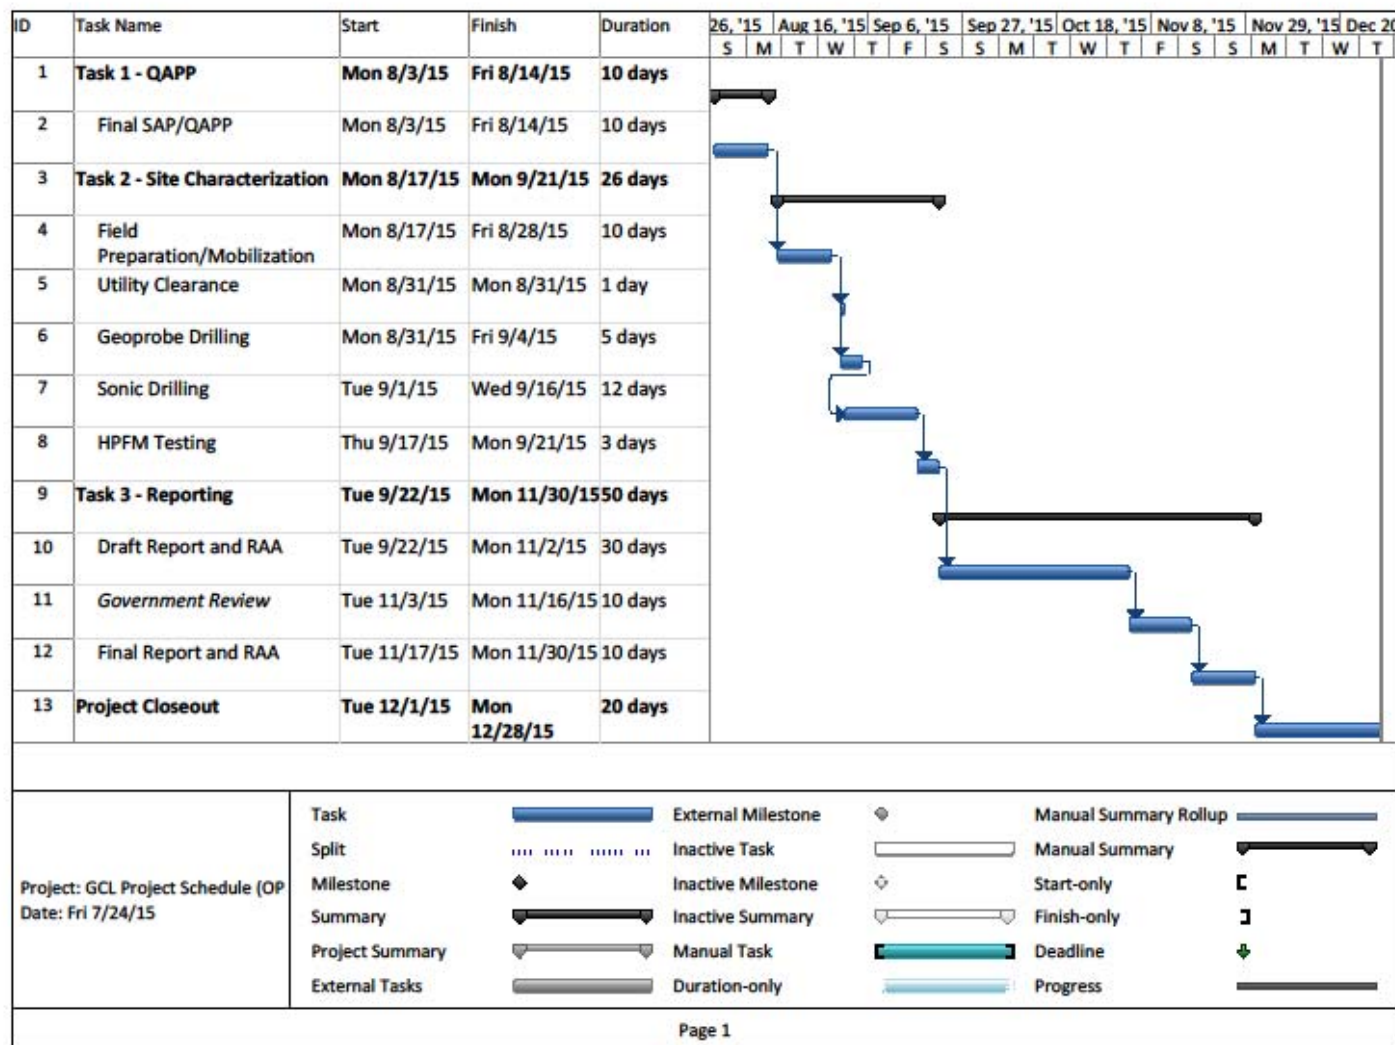 ID Task Name Start Finish Duration 26, '15 Aug 16, '15 Sep 6, '15 Sep 27, '15 Oct 18, '15 Nov 8, '15 Nov 29, '15 Dec 20
S M T W T F S S M T W T F S S M T W T
1 Task 1 - QAPP Mon 8/3/15 Fri 8/14/15 10 days
2 Final SAP/QAPP Mon 8/3/15 Fri 8/14/15 10 days
3 Task 2 - Site Characterization Mon 8/17/15 Mon 9/21/15 26 days
4 Field Mon 8/17/15 Fri 8/28/15 10 days
Preparation/Mobilization
5 Utility Clearance Mon 8/31/15 Mon 8/31/15 1 day
6 Geoprobe Drilling Mon 8/31/15 Fri 9/4/15 5 days
7 Sonic Drilling Tue 9/1/15 Wed 9/16/15 12 days
8 HPFM Testing Thu 9/17/15 Mon 9/21/15 3 days
9 Task 3 - Reporting Tue 9/22/15 Mon 11/30/15 50 days
10 Draft Report and RAA Tue 9/22/15 Mon 11/2/15 30 days
11 Government Review Tue 11/3/15 Mon 11/16/15 10 days
12 Final Report and RAA Tue 11/17/15 Mon 11/30/15 10 days
13 Project Closeout Tue 12/1/15 Mon 20 days
12/28/15
Project: GCL Project Schedule (OP
Date: Fri 7/24/15
Task External Milestone Manual Summary Rollup
Split Inactive Task Manual Summary
Milestone Inactive Milestone Start-only
Summary Inactive Summary Finish-only
Project Summary Manual Task Deadline
External Tasks Duration-only Progress
Page 1